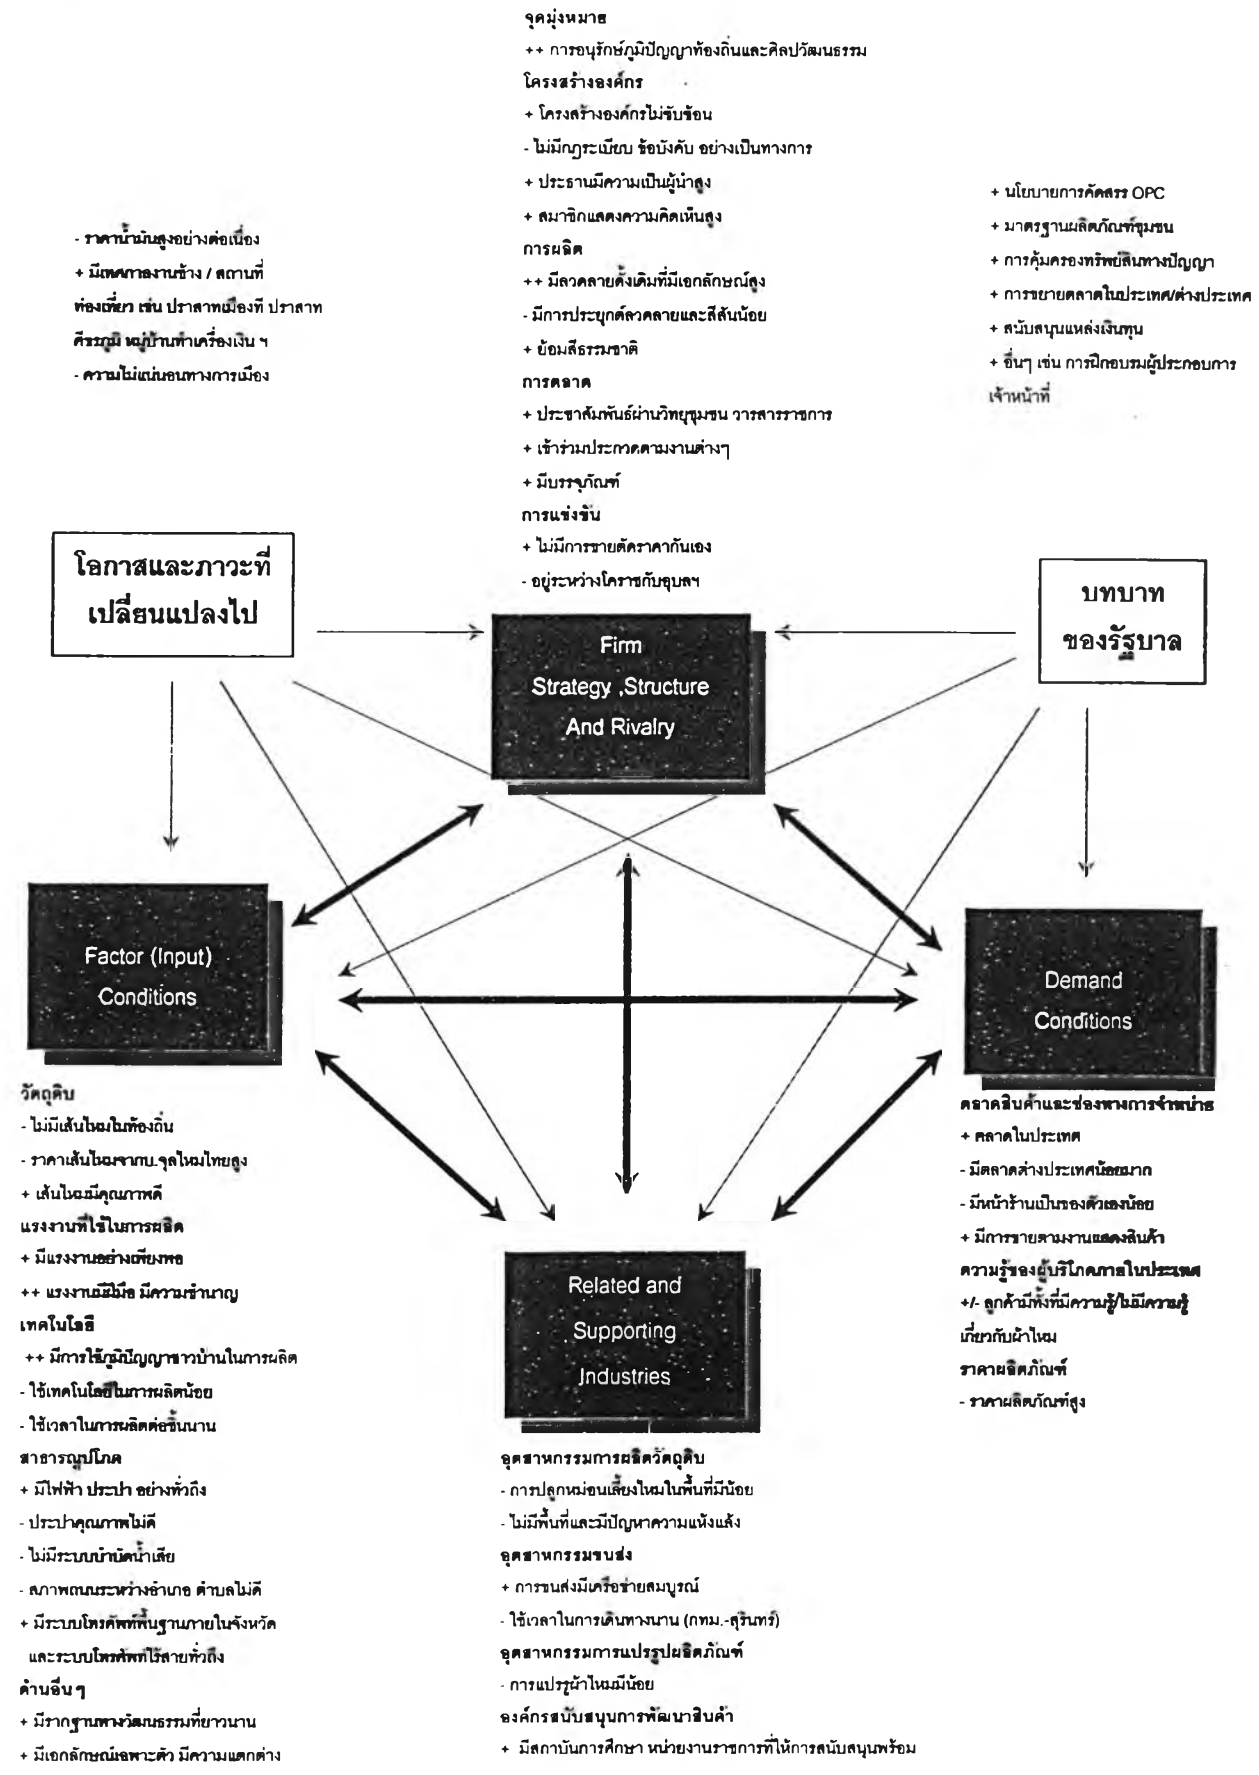 จุดมุ่งหมาย
++ การอนุรักษ์ภูมิปัญญาท้องถิ่นและศิลปวัฒนธรรม
โครงสร้างองค์กร
+ โครงสร้างองค์กรไม่ซับซ้อน
- ไม่มีกฎระเบียบ ข้อบังคับ อย่างเป็นทางการ
+ ประธานมีความเป็นผู้นำสูง
+ สมาชิกแสดงความคิดเห็นสูง
การผลิต
++ มีลวดลายดั้งเดิมที่มีเอกลักษณ์สูง
- มีการประยุกต์ลวดลายและสีสันน้อย
+ ย้อมสีธรรมชาติ
การตลาด
+ ประชาสัมพันธ์ผ่านวิทยุชุมชน วารสารราชการ
+ เข้าร่วมประกวดตามงานต่างๆ
+ มีบรรจุภัณฑ์
การแข่งขัน
+ ไม่มีการขายตัดราคากันเอง
- อยู่ระหว่างโคราชกับอุบลฯ
- ราคาน้ำมันสูงอย่างต่อเนื่อง
+ มีเทศกาลงานช้าง / สถานที่
ท่องเที่ยว เช่น ปราสาทเมืองที ปราสาท
ศีขรภูมิ หมู่บ้านทำเครื่องเงิน ฯ
- ความไม่แน่นอนทางการเมือง
+ นโยบายการคัดสรร OPC
+ มาตรฐานผลิตภัณฑ์ชุมชน
+ การคุ้มครองทรัพย์สินทางปัญญา
+ การขยายตลาดในประเทศ/ต่างประเทศ
+ สนับสนุนแหล่งเงินทุน
+ อื่นๆ เช่น การฝึกอบรมผู้ประกอบการ
เจ้าหน้าที่
โอกาสและภาวะที่
เปลี่ยนแปลงไป
บทบาท
ของรัฐบาล
Firm
Strategy ,Structure
And Rivalry
Factor (Input)
Conditions
Demand
Conditions
วัตถุดิบ
- ไม่มีเส้นไหมในท้องถิ่น
- ราคาเส้นไหมจากบ.จุลไหมไทยสูง
+ เส้นไหมมีคุณภาพดี
แรงงานที่ใช้ในการผลิต
+ มีแรงงานอย่างเพียงพอ
++ แรงงานมีฝีมือ มีความชำนาญ
เทคโนโลยี
++ มีการใช้ภูมิปัญญาชาวบ้านในการผลิต
- ใช้เทคโนโลยีในการผลิตน้อย
- ใช้เวลาในการผลิตต่อชิ้นนาน
สาธารณูปโภค
+ มีไฟฟ้า ประปา อย่างทั่วถึง
- ประปาคุณภาพไม่ดี
- ไม่มีระบบบำบัดน้ำเสีย
- สภาพถนนระหว่างอำเภอ ตำบลไม่ดี
+ มีระบบโทรศัพท์พื้นฐานภายในจังหวัด
และระบบโทรศัพท์ไร้สายทั่วถึง
ด้านอื่น ๆ
+ มีรากฐานทางวัฒนธรรมที่ยาวนาน
+ มีเอกลักษณ์เฉพาะตัว มีความแตกต่าง
ตลาดสินค้าและช่องทางการจำหน่าย
+ ตลาดในประเทศ
- มีตลาดต่างประเทศน้อยมาก
- มีหน้าร้านเป็นของตัวเองน้อย
+ มีการขายตามงานแสดงสินค้า
ความรู้ของผู้บริโภคภายในประเทศ
+/- ลูกค้ามีทั้งที่มีความรู้/ไม่มีความรู้
เกี่ยวกับผ้าไหม
ราคาผลิตภัณฑ์
- ราคาผลิตภัณฑ์สูง
Related and
Supporting
Industries
อุตสาหกรรมการผลิตวัตถุดิบ
- การปลูกหม่อนเลี้ยงไหมในพื้นที่มีน้อย
- ไม่มีพื้นที่และมีปัญหาความแห้งแล้ง
อุตสาหกรรมขนส่ง
+ การขนส่งมีเครือข่ายสมบูรณ์
- ใช้เวลาในการเดินทางนาน (กทม.-สุรินทร์)
อุตสาหกรรมการแปรรูปผลิตภัณฑ์
- การแปรรูผ้าไหมมีน้อย
องค์กรสนับสนุนการพัฒนาสินค้า
+ มีสถาบันการศึกษา หน่วยงานราชการที่ให้การสนับสนุนพร้อม